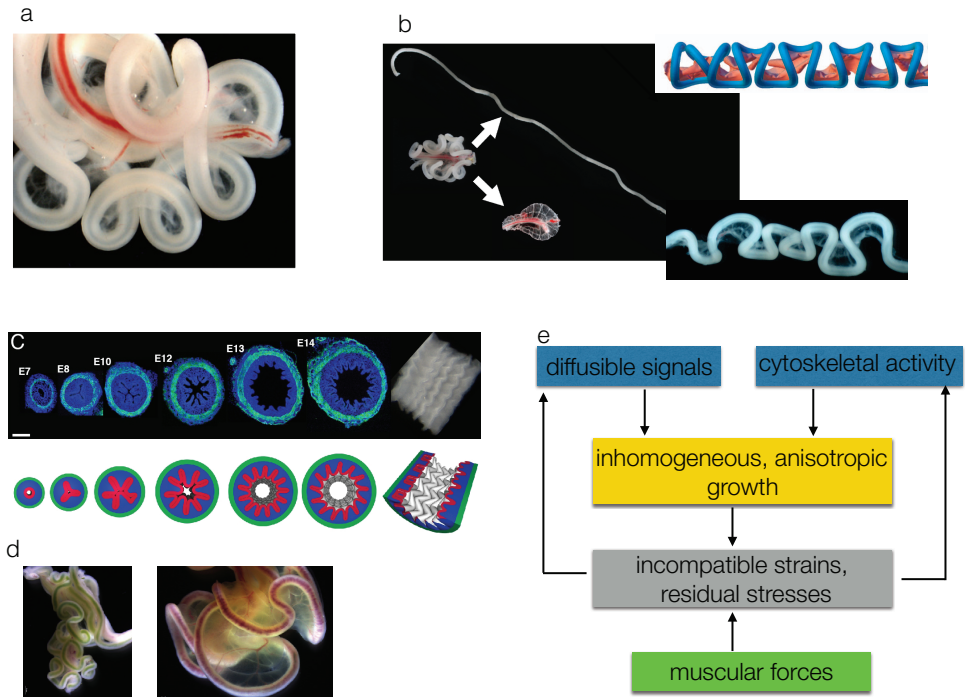 a
b
C
E7
E8
E10
E12
E13
E14
d
e
diffusible signals
cytoskeletal activity
inhomogeneous, anisotropic
growth
incompatible strains,
residual stresses
muscular forces